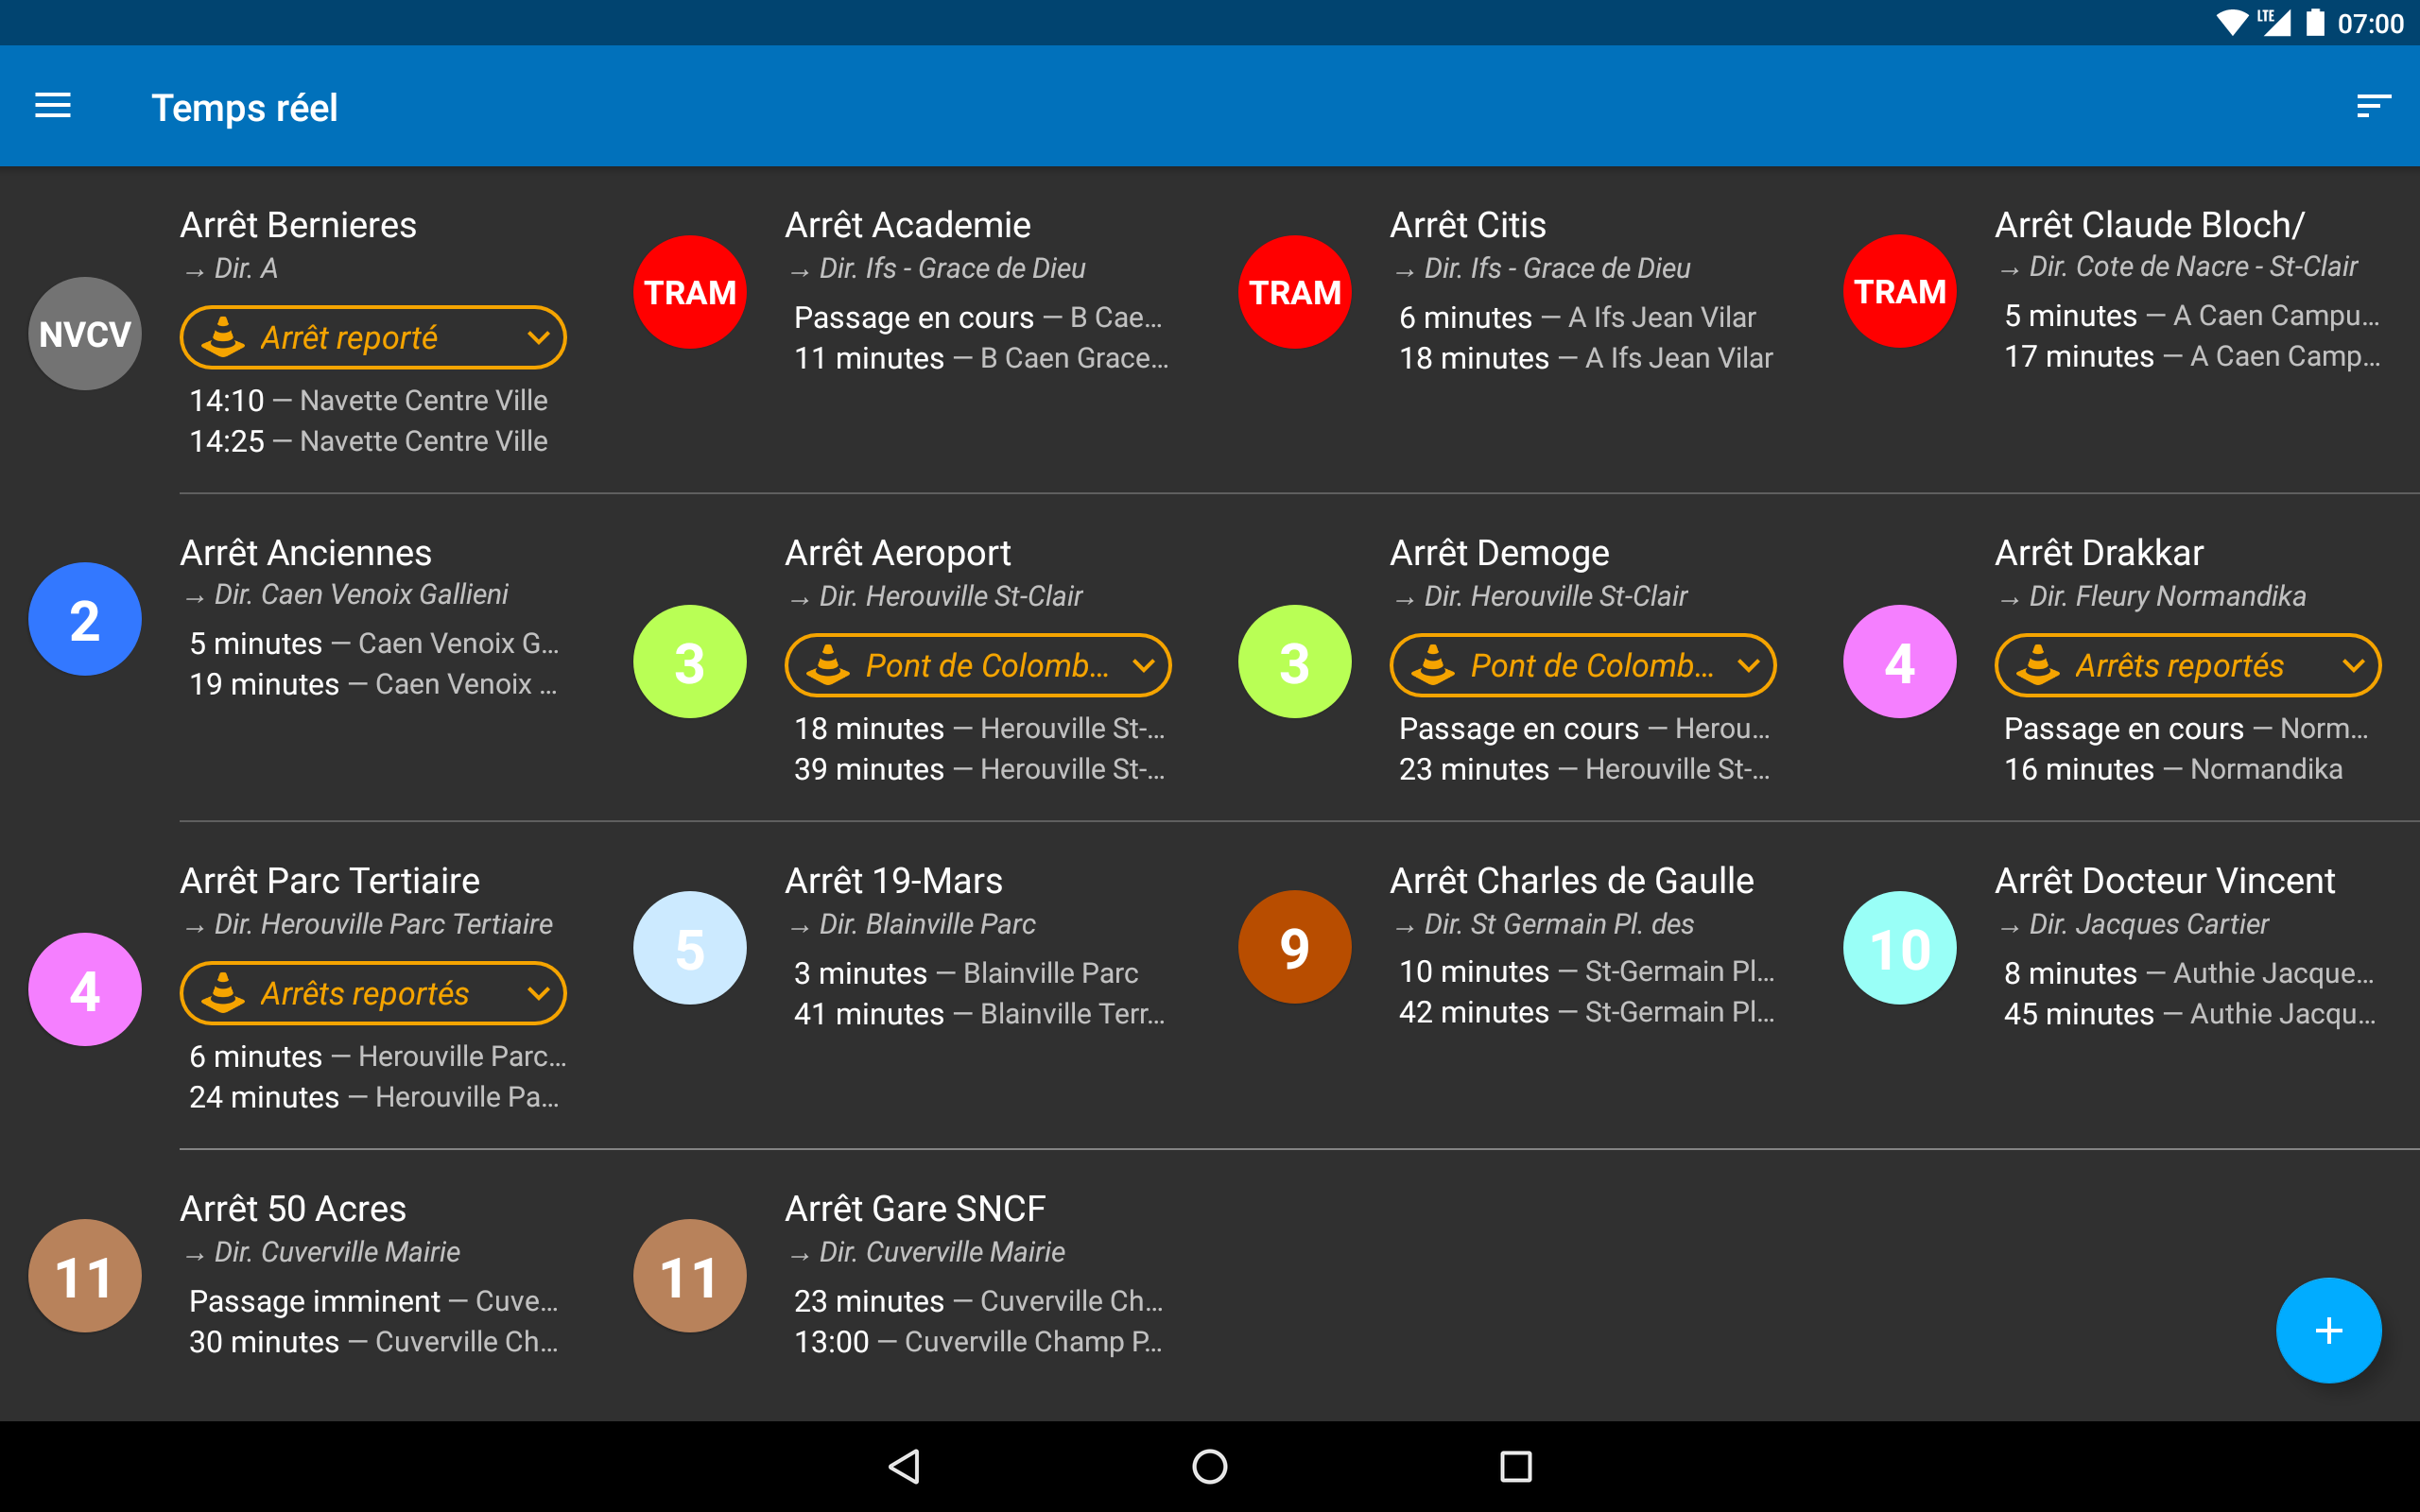 LTE 07:00
Temps réel
NVCV
Arrêt Bernieres
→ Dir. A
Arrêt reporté
14:10 — Navette Centre Ville
14:25 — Navette Centre Ville
TRAM
Arrêt Academie
→ Dir. Ifs - Grace de Dieu
Passage en cours — B Cae...
11 minutes — B Caen Grace...
TRAM
Arrêt Citis
→ Dir. Ifs - Grace de Dieu
6 minutes — A Ifs Jean Vilar
18 minutes — A Ifs Jean Vilar
TRAM
Arrêt Claude Bloch/
→ Dir. Cote de Nacre - St-Clair
5 minutes — A Caen Campu...
17 minutes — A Caen Camp...
2
Arrêt Anciennes
→ Dir. Caen Venoix Gallieni
5 minutes — Caen Venoix G...
19 minutes — Caen Venoix ...
3
Arrêt Aeroport
→ Dir. Herouville St-Clair
Pont de Colomb...
18 minutes — Herouville St-...
39 minutes — Herouville St-...
3
Arrêt Demoge
→ Dir. Herouville St-Clair
Pont de Colomb...
Passage en cours — Herou...
23 minutes — Herouville St-...
4
Arrêt Drakkar
→ Dir. Fleury Normandika
Arrêts reportés
Passage en cours — Norm...
16 minutes — Normandika
4
Arrêt Parc Tertiaire
→ Dir. Herouville Parc Tertiaire
Arrêts reportés
6 minutes — Herouville Parc...
24 minutes — Herouville Pa...
5
Arrêt 19-Mars
→ Dir. Blainville Parc
3 minutes — Blainville Parc
41 minutes — Blainville Terr...
9
Arrêt Charles de Gaulle
→ Dir. St Germain Pl. des
10 minutes — St-Germain Pl...
42 minutes — St-Germain Pl...
10
Arrêt Docteur Vincent
→ Dir. Jacques Cartier
8 minutes — Authie Jacque...
45 minutes — Authie Jacqu...
11
Arrêt 50 Acres
→ Dir. Cuverville Mairie
Passage imminent — Cuve...
30 minutes — Cuverville Ch...
11
Arrêt Gare SNCF
→ Dir. Cuverville Mairie
23 minutes — Cuverville Ch...
13:00 — Cuverville Champ P...